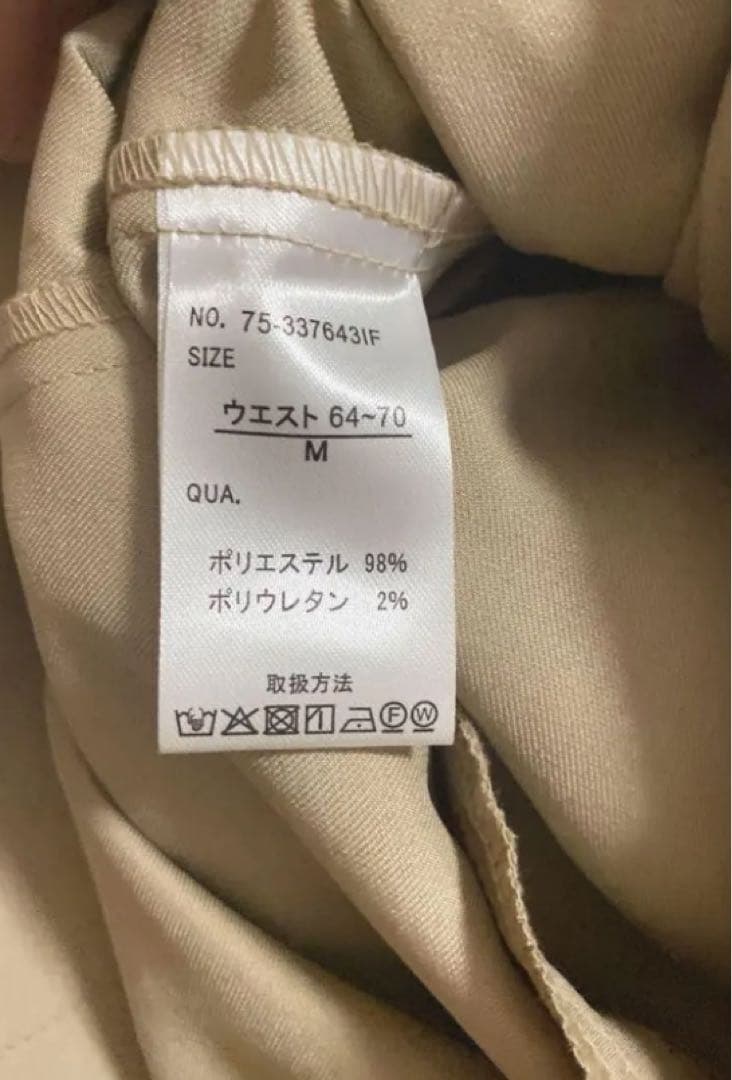 NO. 75-337643IF
SIZE
ウエスト 64~70
M
QUA.
ポリエステル 98%
ポリウレタン 2%
取扱方法
F W